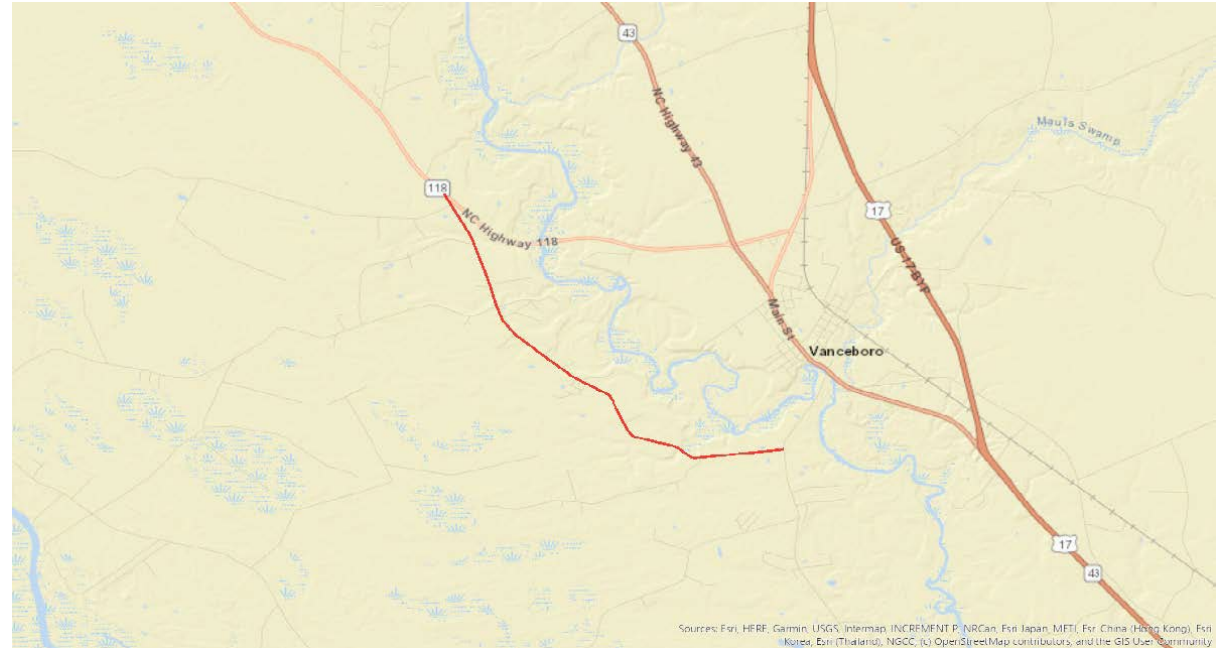 43
NC Highway 43
Mauls Swamp
118
NC Highway 118
17
US-17 BYP
Main St
Vanceboro
17
43
Sources: Esri, HERE, Garmin, USGS, Intermap, INCREMENT P, NRCan, Esri Japan, METI, Esri China (Hong Kong), Esri
Korea, Esri (Thailand), NGCC, (c) OpenStreetMap contributors, and the GIS User Community